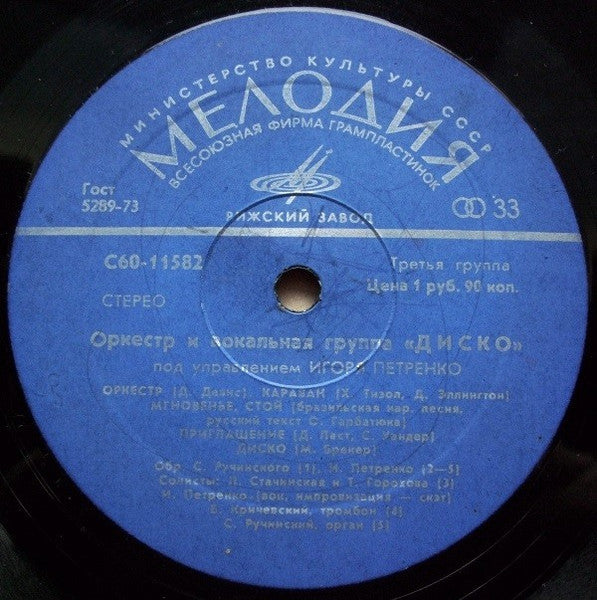 МИНИСТЕРСТВО КУЛЬТУРЫ СССР
МЕЛОДИЯ
ВСЕСОЮЗНАЯ ФИРМА ГРАМПЛАСТИНОК
Гост
5289-73
33
РИЖСКИЙ ЗАВОД
С60-11582
Третья группа
СТЕРЕО
Цена 1 руб. 90 коп.
Оркестр и вокальная группа «ДИСКО»
под управлением ИГОРЯ ПЕТРЕНКО
ОРКЕСТР (Д. Дэвис). КАРАВАН (Х. Тизол, Д. Эллингтон)
МГНОВЕНЬЕ, СТОЙ (бразильская нар. песня,
русский текст С. Гарбатюка)
ПРИГЛАШЕНИЕ (Д. Пест, С. Уандер)
ДИСКО (М. Брекер)
Обр. С. Ручинского (1), И. Петренко (2—5)
Солисты: Л. Стачинская и Т. Горохова (3)
И. Петренко (вок. импровизация — скэт)
Б. Кричевский, тромбон (4)
С. Ручинский, орган (5)